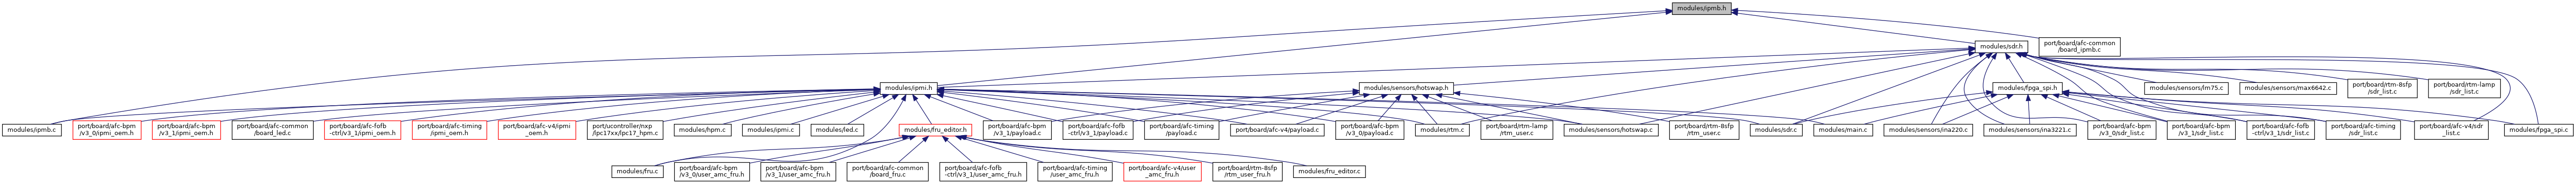 modules/ipmb.h
modules/sdr.h
port/board/afc-common
/board_ipmb.c
modules/ipmi.h
modules/sensors/hotswap.h
modules/fpga_spi.h
modules/sensors/lm75.c
modules/sensors/max6642.c
port/board/rtm-8sfp
/sdr_list.c
port/board/rtm-lamp
/sdr_list.c
modules/ipmb.c
port/board/afc-bpm
/v3_0/ipmi_oem.h
port/board/afc-bpm
/v3_1/ipmi_oem.h
port/board/afc-common
/board_led.c
port/board/afc-fofb
-ctrl/v3_1/ipmi_oem.h
port/board/afc-timing
/ipmi_oem.h
port/board/afc-v4/ipmi
_oem.h
port/ucontroller/nxp
/lpc17xx/lpc17_hpm.c
modules/hpm.c
modules/ipmi.c
modules/led.c
modules/fru_editor.h
port/board/afc-bpm
/v3_1/payload.c
port/board/afc-fofb
-ctrl/v3_1/payload.c
port/board/afc-timing
/payload.c
port/board/afc-v4/payload.c
port/board/afc-bpm
/v3_0/payload.c
modules/rtm.c
port/board/rtm-lamp
/rtm_user.c
modules/sensors/hotswap.c
port/board/rtm-8sfp
/rtm_user.c
modules/sdr.c
modules/main.c
modules/sensors/ina220.c
modules/sensors/ina3221.c
port/board/afc-bpm
/v3_0/sdr_list.c
port/board/afc-bpm
/v3_1/sdr_list.c
port/board/afc-fofb
-ctrl/v3_1/sdr_list.c
port/board/afc-timing
/sdr_list.c
port/board/afc-v4/sdr
_list.c
modules/fpga_spi.c
modules/fru.c
port/board/afc-bpm
/v3_0/user_amc_fru.h
port/board/afc-bpm
/v3_1/user_amc_fru.h
port/board/afc-common
/board_fru.c
port/board/afc-fofb
-ctrl/v3_1/user_amc_fru.h
port/board/afc-timing
/user_amc_fru.h
port/board/afc-v4/user
_amc_fru.h
port/board/rtm-8sfp
/rtm_user_fru.h
modules/fru_editor.c